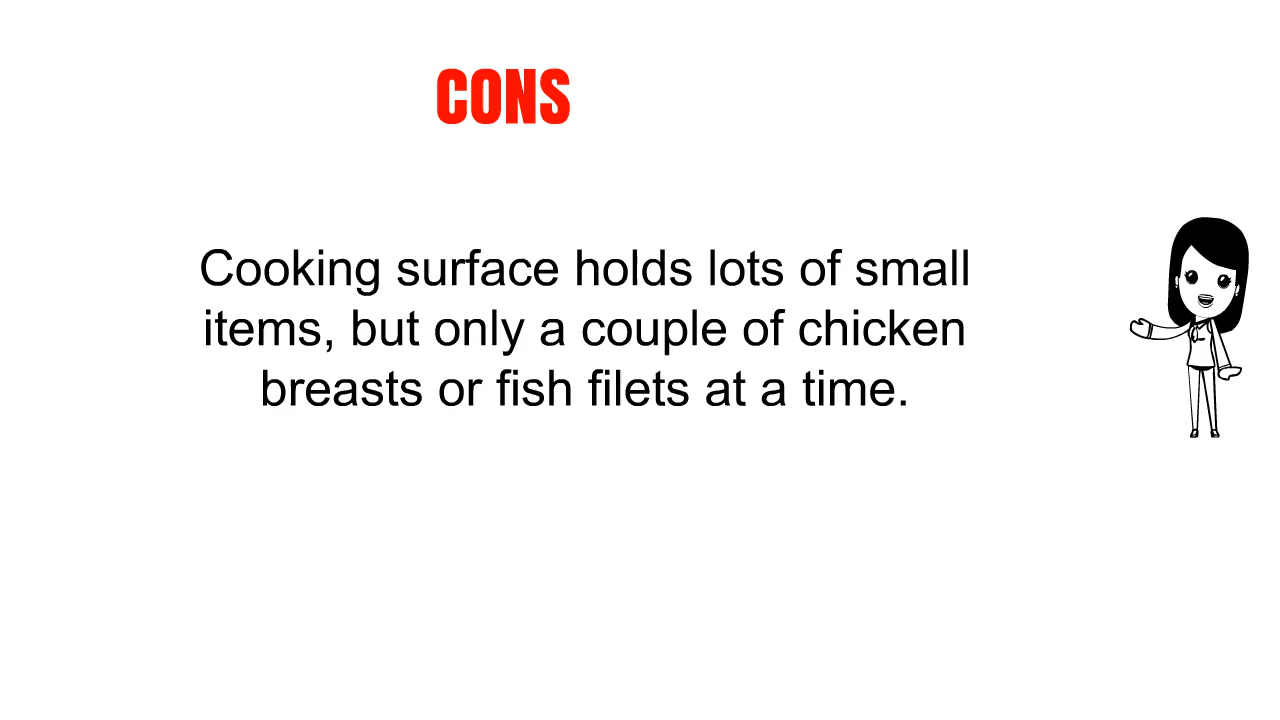 CONS
Cooking surface holds lots of small
items, but only a couple of chicken
breasts or fish filets at a time.